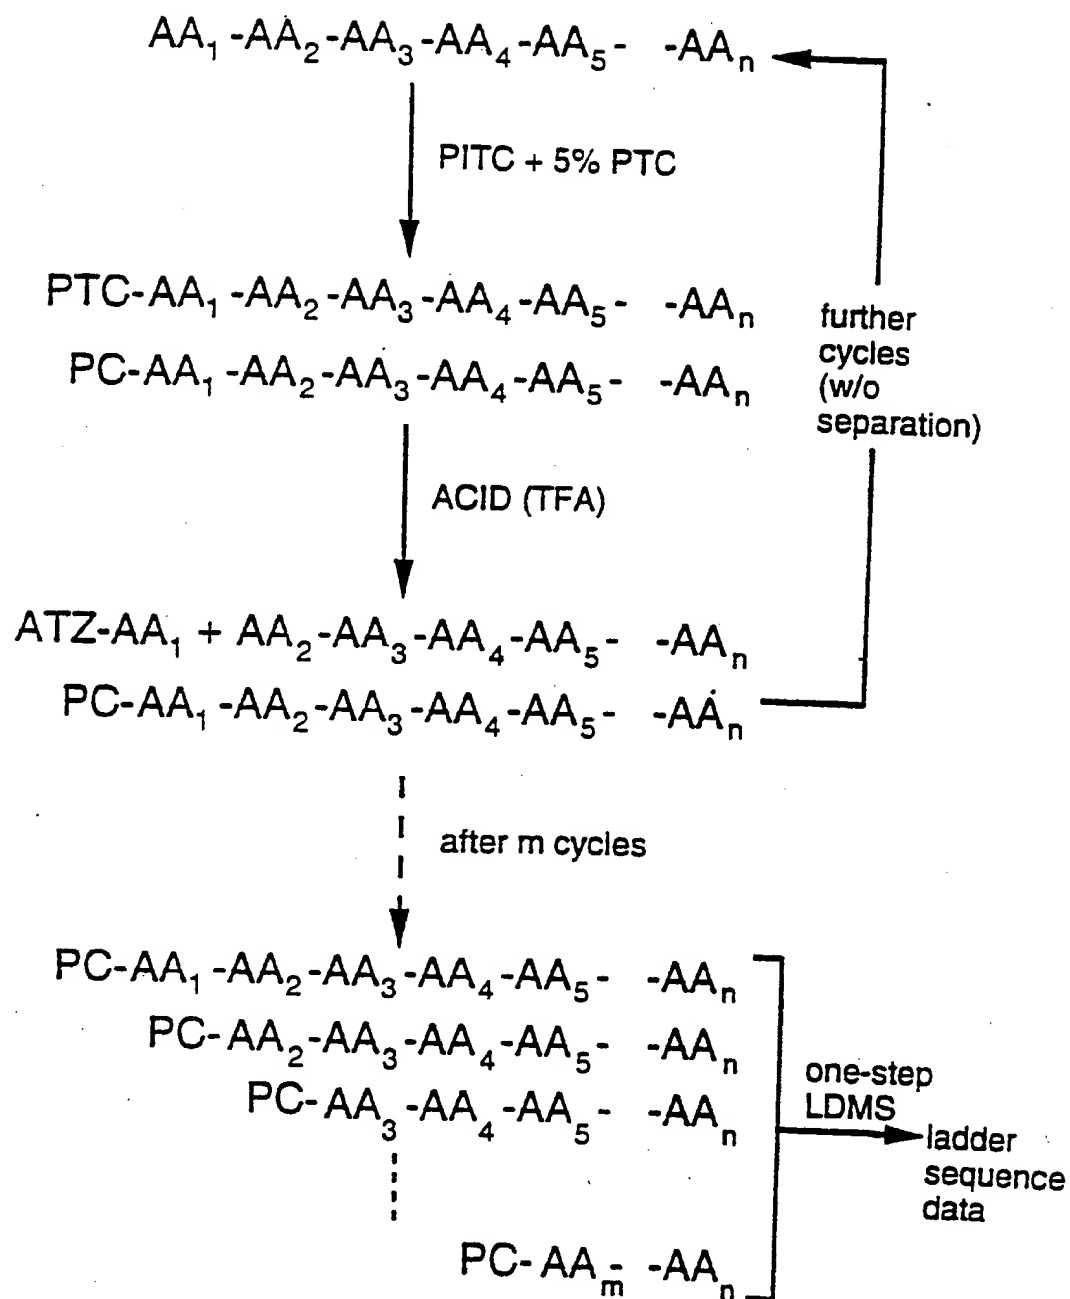 AA₁ -AA₂-AA₃-AA₄-AA₅- -AAₙ
PITC + 5% PTC
PTC-AA₁ -AA₂-AA₃-AA₄-AA₅- -AAₙ
PC-AA₁ -AA₂-AA₃-AA₄-AA₅- -AAₙ
further
cycles
(w/o
separation)
ACID (TFA)
ATZ-AA₁ + AA₂-AA₃-AA₄-AA₅- -AAₙ
PC-AA₁ -AA₂-AA₃-AA₄-AA₅- -AAₙ
after m cycles
PC-AA₁ -AA₂-AA₃-AA₄-AA₅- -AAₙ
PC-AA₂-AA₃-AA₄-AA₅- -AAₙ
PC-AA₃-AA₄-AA₅- -AAₙ
one-step
LDMS
ladder
sequence
data
PC-AAₘ- -AAₙ